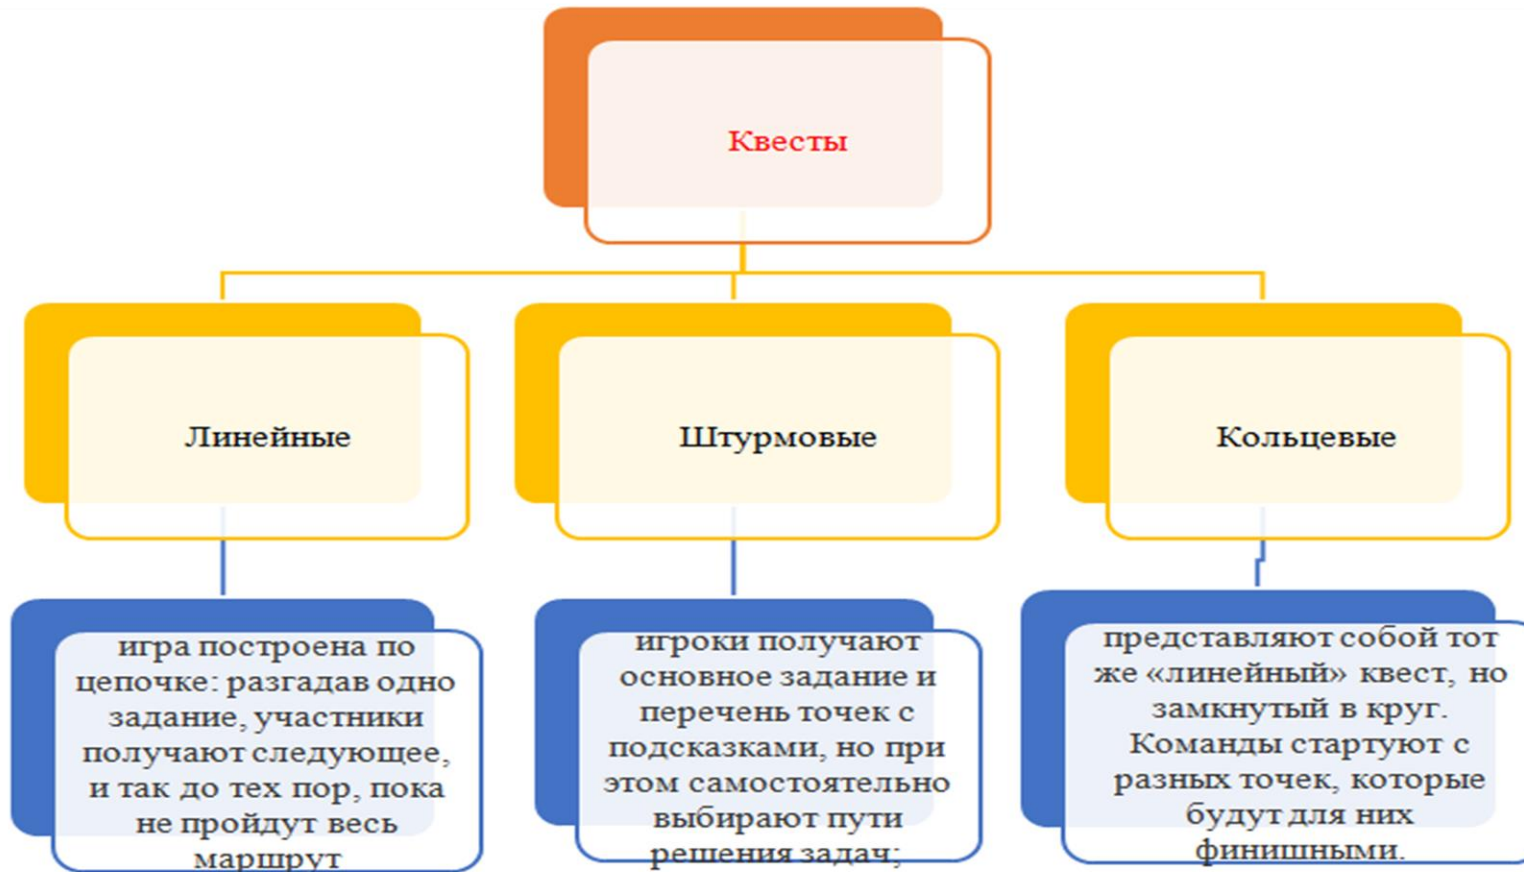 Квесты
Линейные
Штурмовые
Кольцевые
игра построена по
цепочке: разгадав одно
задание, участники
получают следующее,
и так до тех пор, пока
не пройдут весь
маршрут
игроки получают
основное задание и
перечень точек с
подсказками, но при
этом самостоятельно
выбирают пути
решения задач;
представляют собой тот
же «линейный» квест, но
замкнутый в круг.
Команды стартуют с
разных точек, которые
будут для них
финишными.